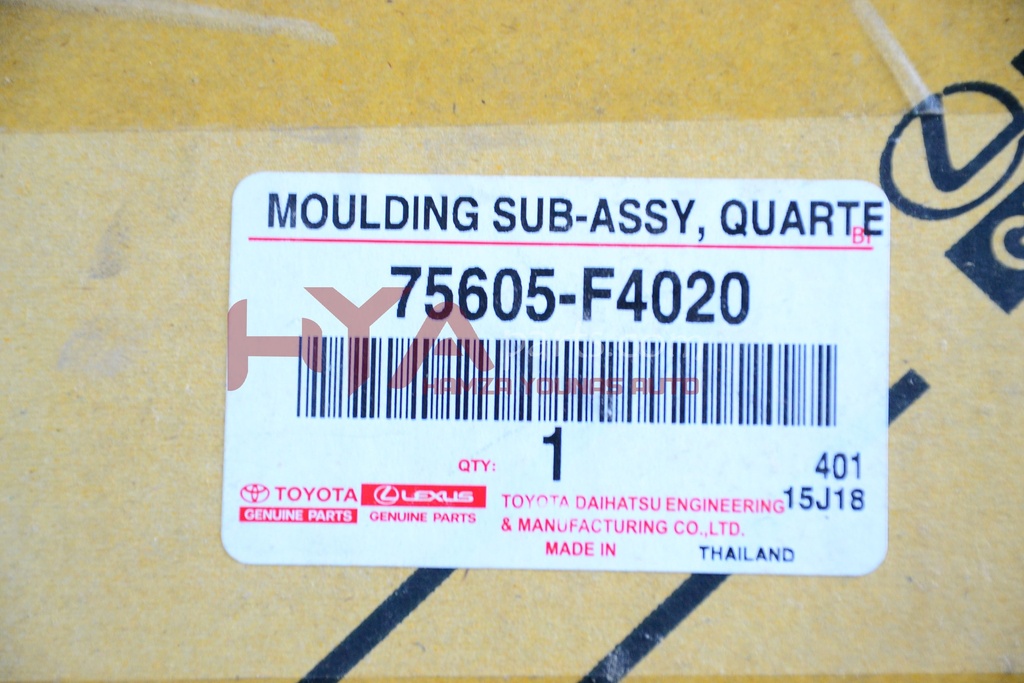 MOULDING SUB-ASSY, QUARTE
75605-F4020
HYA
HAMZA YOUNAS AUTO
1
QTY:
401
15J18
TOYOTA
GENUINE PARTS
LEXUS
GENUINE PARTS
TOYOTA DAIHATSU ENGINEERING
& MANUFACTURING CO.,LTD.
MADE IN THAILAND